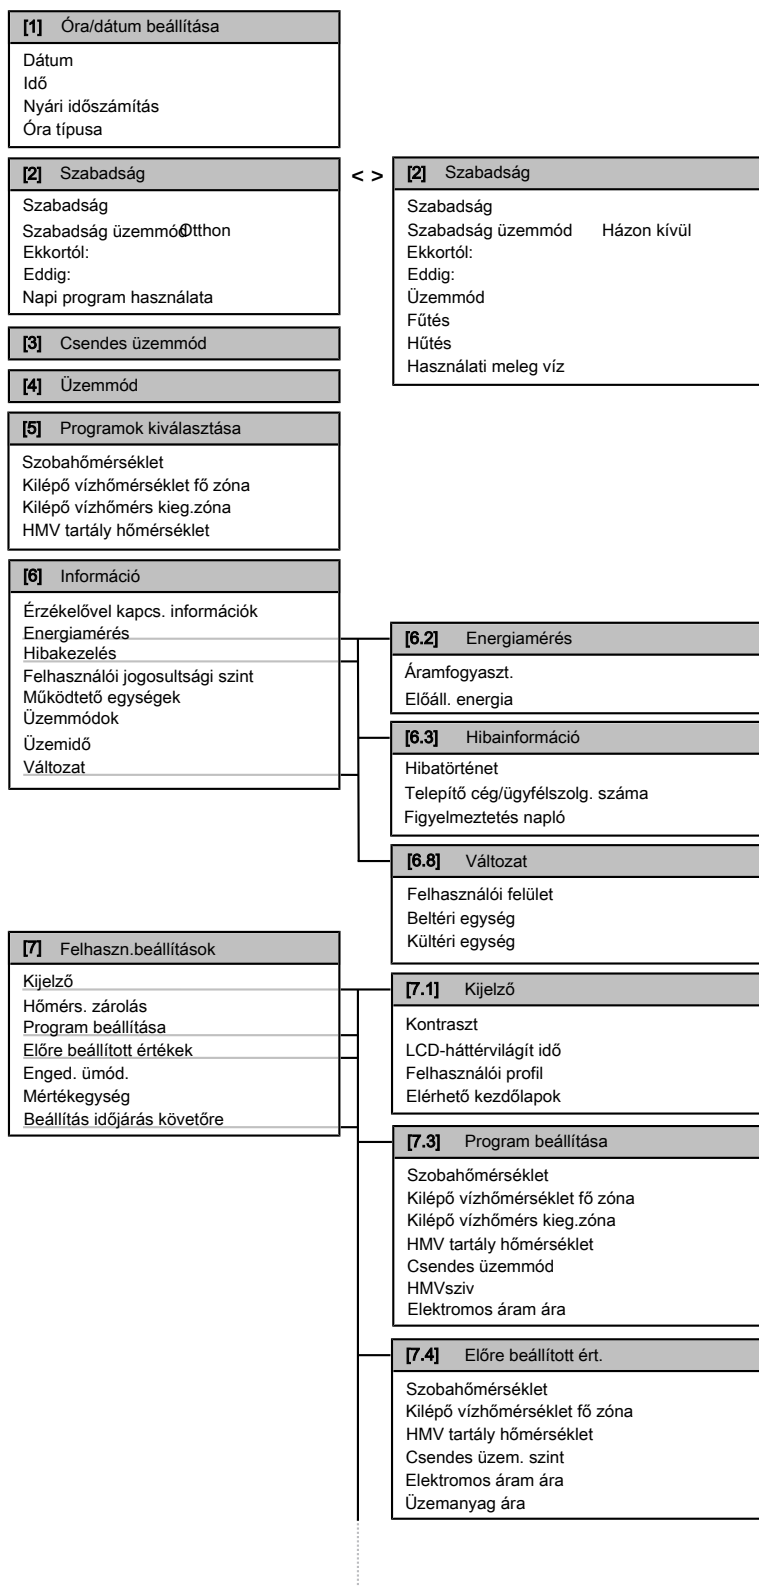 [1] Óra/dátum beállítása
Dátum
Idő
Nyári időszámítás
Óra típusa
[2] Szabadság
Szabadság
Szabadság üzemmód Otthon
Ekkortól:
Eddig:
Napi program használata
< >
[2] Szabadság
Szabadság
Szabadság üzemmód Házon kívül
Ekkortól:
Eddig:
Üzemmód
Fűtés
Hűtés
Használati meleg víz
[3] Csendes üzemmód
[4] Üzemmód
[5] Programok kiválasztása
Szobahőmérséklet
Kilépő vízhőmérséklet fő zóna
Kilépő vízhőmérs kieg.zóna
HMV tartály hőmérséklet
[6] Információ
Érzékelővel kapcs. információk
Energiamérés
Hibakezelés
Felhasználói jogosultsági szint
Működtető egységek
Üzemmódok
Üzemidő
Változat
[6.2] Energiamérés
Áramfogyaszt.
Előáll. energia
[6.3] Hibainformáció
Hibatörténet
Telepítő cég/ügyfélszolg. száma
Figyelmeztetés napló
[6.8] Változat
Felhasználói felület
Beltéri egység
Kültéri egység
[7] Felhaszn.beállítások
Kijelző
Hőmérs. zárolás
Program beállítása
Előre beállított értékek
Enged. ümód.
Mértékegység
Beállítás időjárás követőre
[7.1] Kijelző
Kontraszt
LCD-háttérvilágít idő
Felhasználói profil
Elérhető kezdőlapok
[7.3] Program beállítása
Szobahőmérséklet
Kilépő vízhőmérséklet fő zóna
Kilépő vízhőmérs kieg.zóna
HMV tartály hőmérséklet
Csendes üzemmód
HMVsziv
Elektromos áram ára
[7.4] Előre beállított ért.
Szobahőmérséklet
Kilépő vízhőmérséklet fő zóna
HMV tartály hőmérséklet
Csendes üzem. szint
Elektromos áram ára
Üzemanyag ára